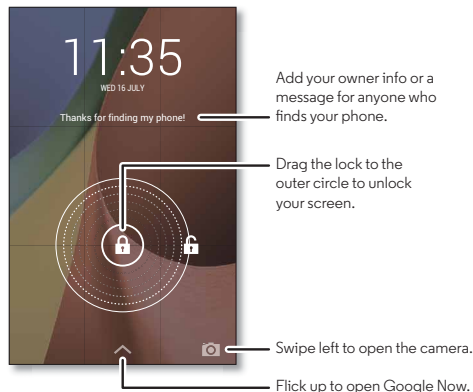 11:35
WED 16 JULY
Thanks for finding my phone!
Add your owner info or a
message for anyone who
finds your phone.
Drag the lock to the
outer circle to unlock
your screen.
Swipe left to open the camera.
Flick up to open Google Now.